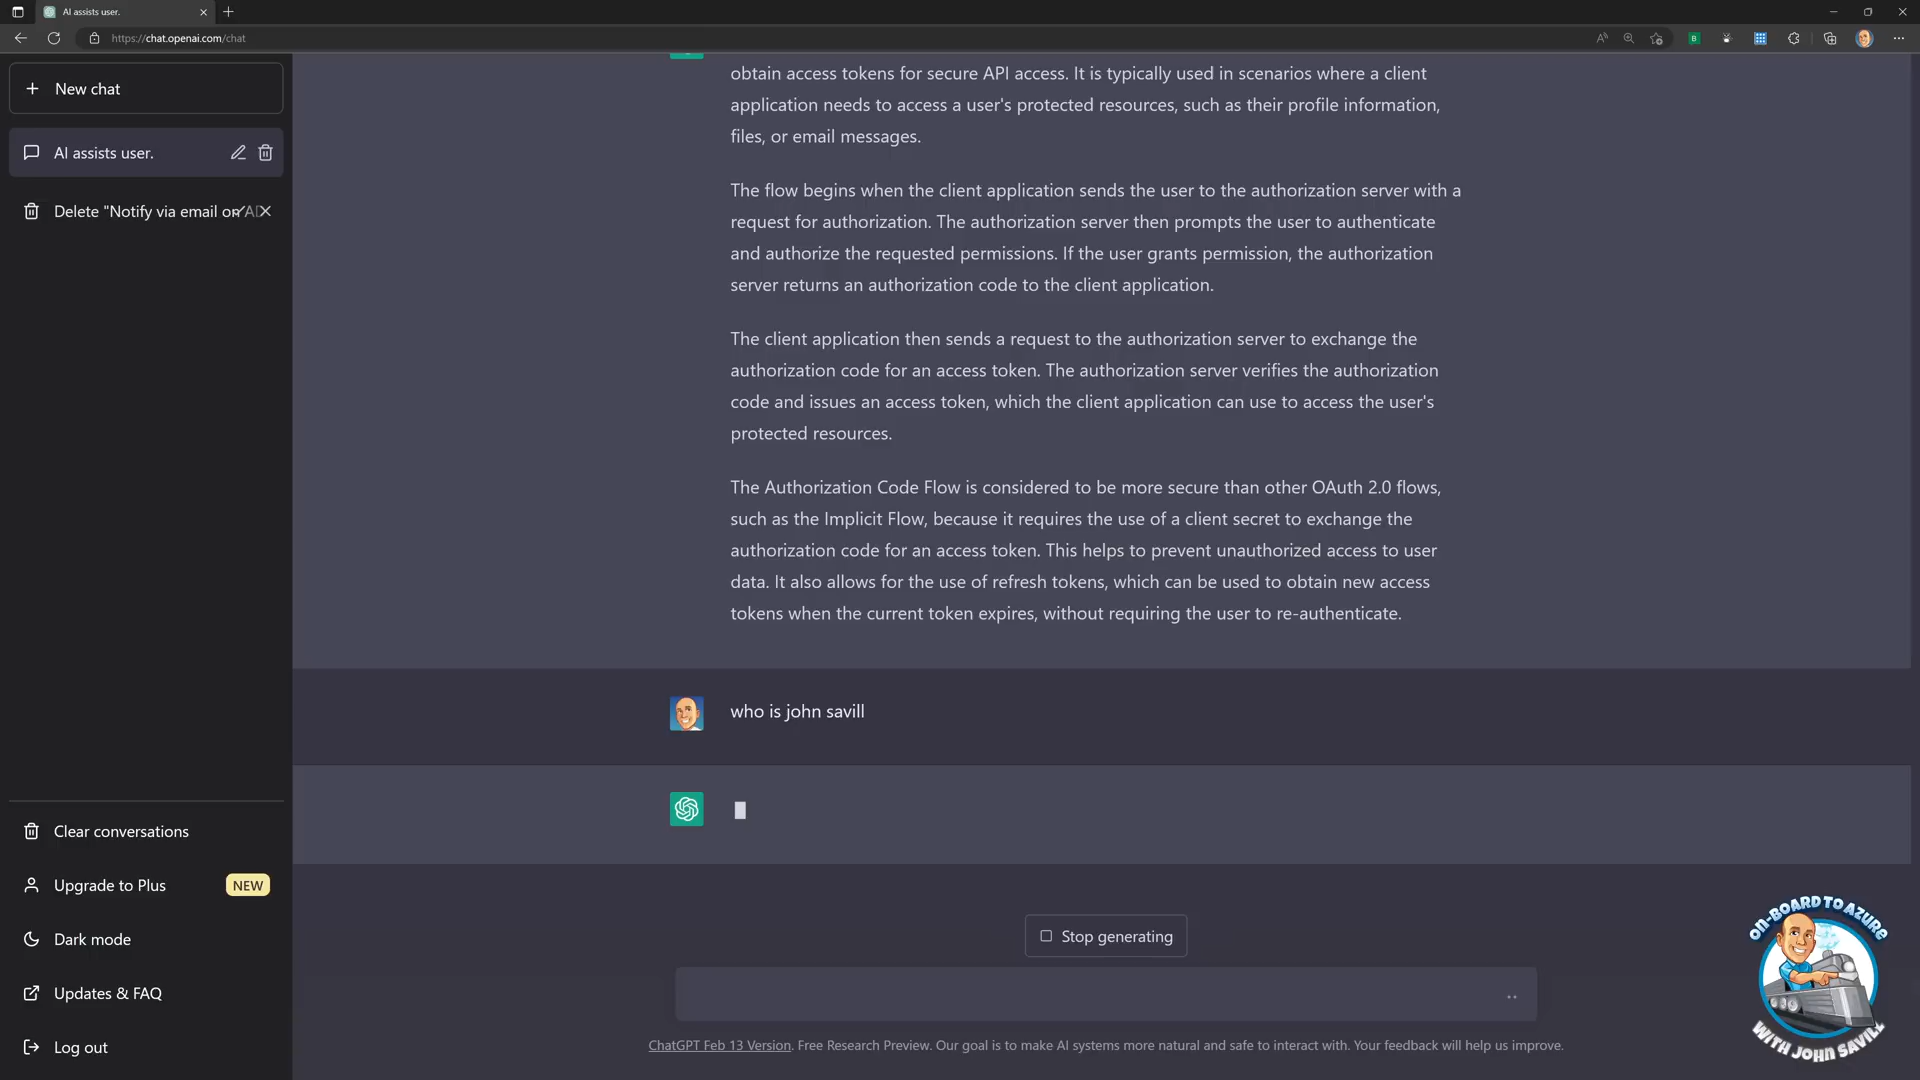 AI assists user.
https://chat.openai.com/chat
New chat
AI assists user.
Delete "Notify via email on AD
obtain access tokens for secure API access. It is typically used in scenarios where a client
application needs to access a user's protected resources, such as their profile information,
files, or email messages.
The flow begins when the client application sends the user to the authorization server with a
request for authorization. The authorization server then prompts the user to authenticate
and authorize the requested permissions. If the user grants permission, the authorization
server returns an authorization code to the client application.
The client application then sends a request to the authorization server to exchange the
authorization code for an access token. The authorization server verifies the authorization
code and issues an access token, which the client application can use to access the user's
protected resources.
The Authorization Code Flow is considered to be more secure than other OAuth 2.0 flows,
such as the Implicit Flow, because it requires the use of a client secret to exchange the
authorization code for an access token. This helps to prevent unauthorized access to user
data. It also allows for the use of refresh tokens, which can be used to obtain new access
tokens when the current token expires, without requiring the user to re-authenticate.
who is john savill
Clear conversations
Upgrade to Plus NEW
Dark mode
Updates & FAQ
Log out
Stop generating
ChatGPT Feb 13 Version. Free Research Preview. Our goal is to make AI systems more natural and safe to interact with. Your feedback will help us improve.
ON-BOARD TO AZURE
WITH JOHN SAVILL